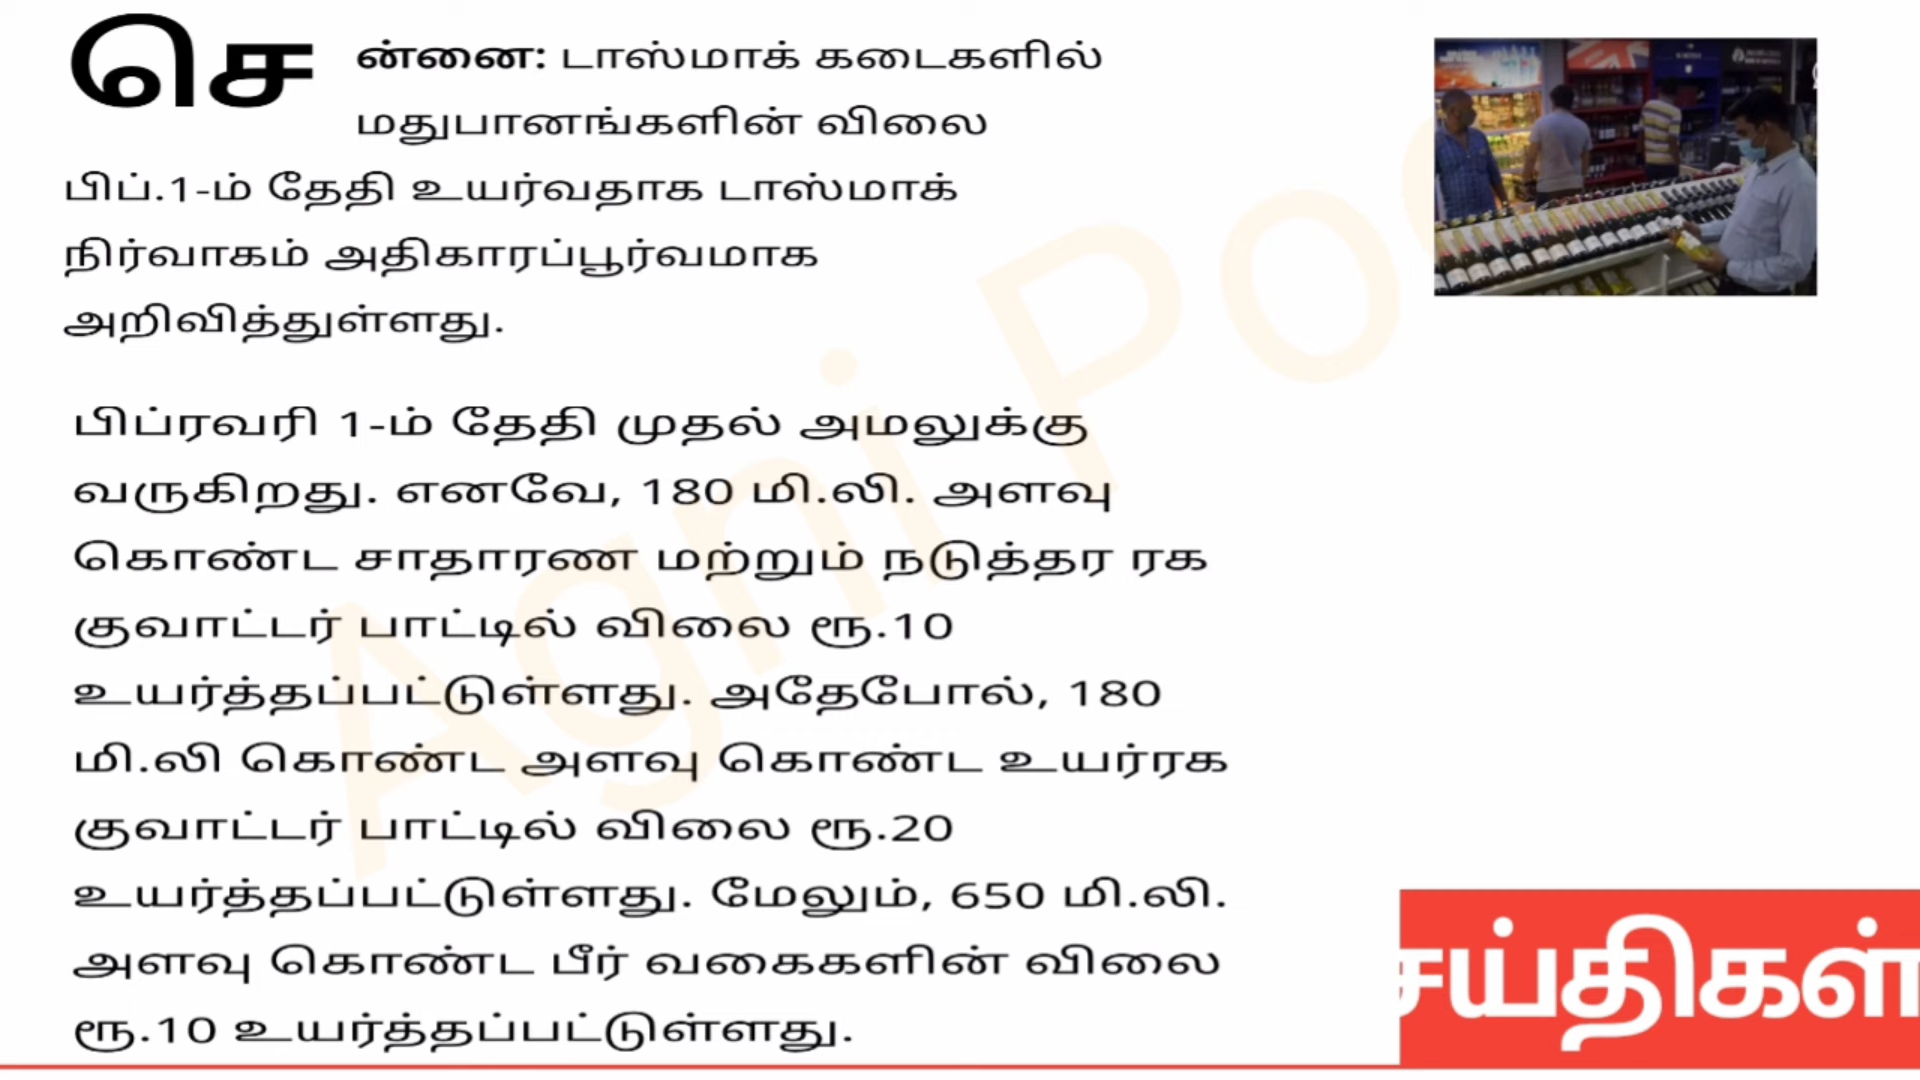 சென்னை: டாஸ்மாக் கடைகளில்
மதுபானங்களின் விலை
பிப்.1-ம் தேதி உயர்வதாக டாஸ்மாக்
நிர்வாகம் அதிகாரப்பூர்வமாக
அறிவித்துள்ளது.
பிப்ரவரி 1-ம் தேதி முதல் அமலுக்கு
வருகிறது. எனவே, 180 மி.லி. அளவு
கொண்ட சாதாரண மற்றும் நடுத்தர ரக
குவாட்டர் பாட்டில் விலை ரூ.10
உயர்த்தப்பட்டுள்ளது. அதேபோல், 180
மி.லி கொண்ட அளவு கொண்ட உயர்ரக
குவாட்டர் பாட்டில் விலை ரூ.20
உயர்த்தப்பட்டுள்ளது. மேலும், 650 மி.லி.
அளவு கொண்ட பீர் வகைகளின் விலை
ரூ.10 உயர்த்தப்பட்டுள்ளது.
Agni Po
சய்திகள்